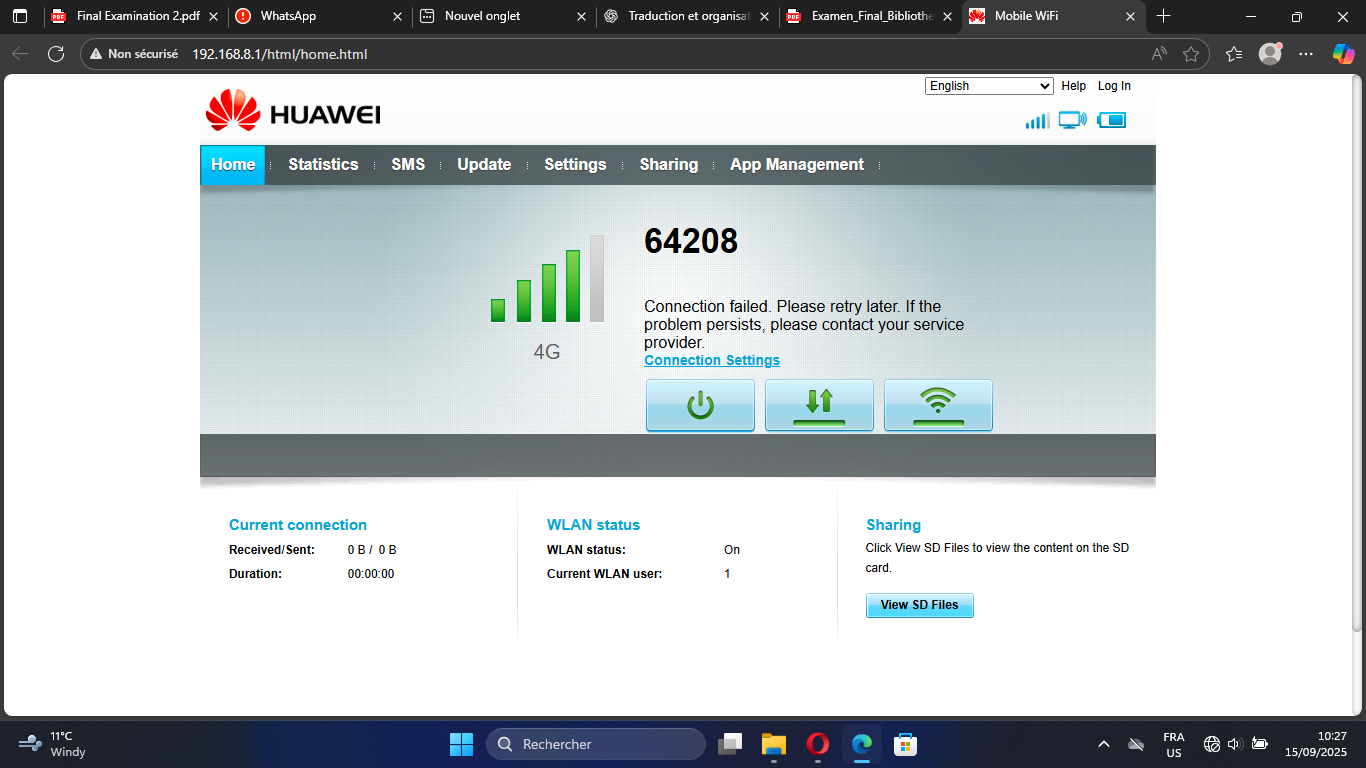 Final Examination 2.pdf
WhatsApp
Nouvel onglet
Traduction et organisat
Examen_Final_Bibliothe
Mobile WiFi
Non sécurisé
192.168.8.1/html/home.html
English
Help
Log In
HUAWEI
Home
Statistics
SMS
Update
Settings
Sharing
App Management
64208
Connection failed. Please retry later. If the
problem persists, please contact your service
provider.
Connection Settings
4G
Current connection
Received/Sent: 0 B / 0 B
Duration: 00:00:00
WLAN status
WLAN status: On
Current WLAN user: 1
Sharing
Click View SD Files to view the content on the SD
card.
View SD Files
11°C
Windy
Rechercher
FRA
US
10:27
15/09/2025